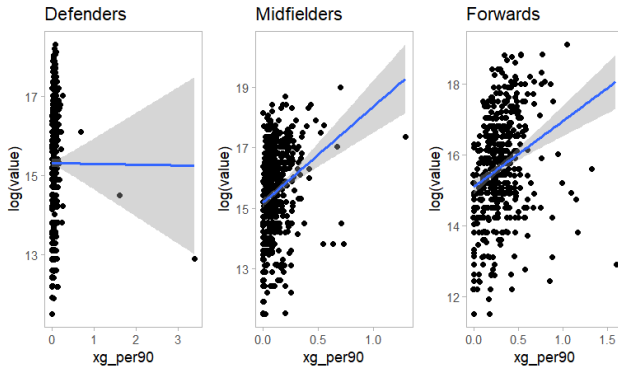 Defenders
Midfielders
Forwards
log(value)
17
15
13
0
1
2
3
xg_per90
log(value)
19
17
15
13
0.0
0.5
1.0
xg_per90
log(value)
18
16
14
12
0.0
0.5
1.0
1.5
xg_per90